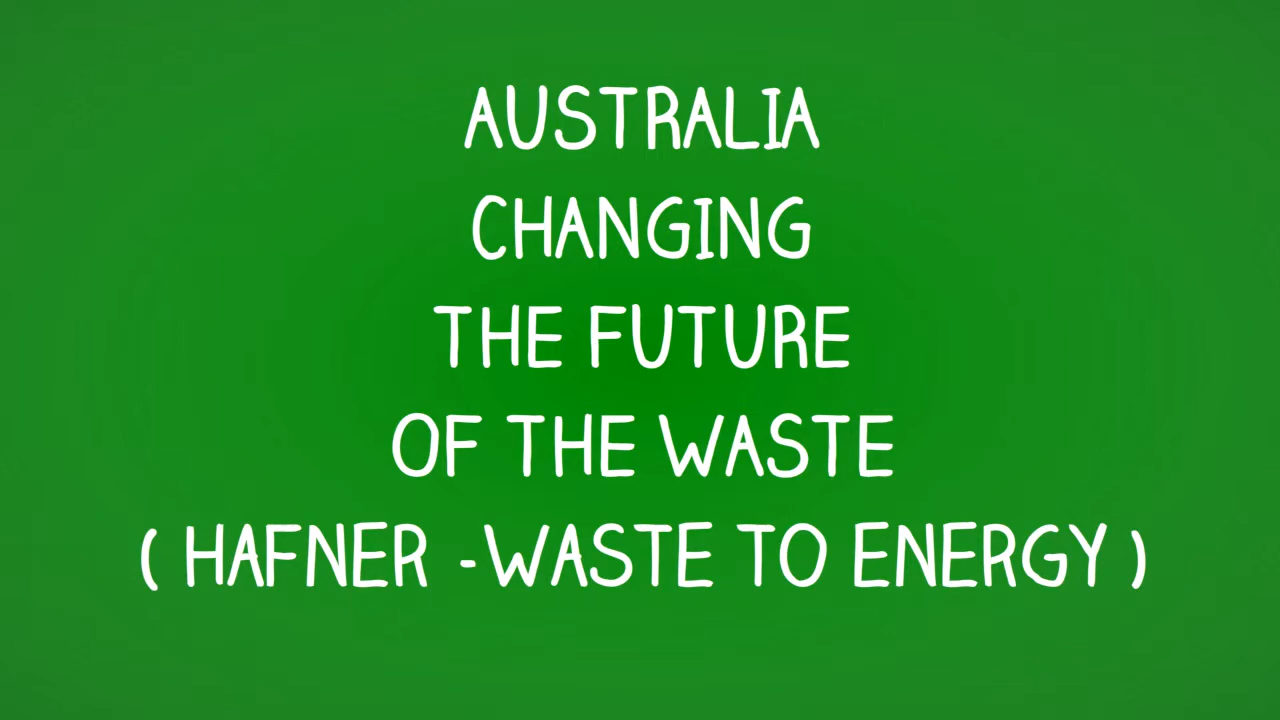 AUSTRALIA
CHANGING
THE FUTURE
OF THE WASTE
( HAFNER -WASTE TO ENERGY )